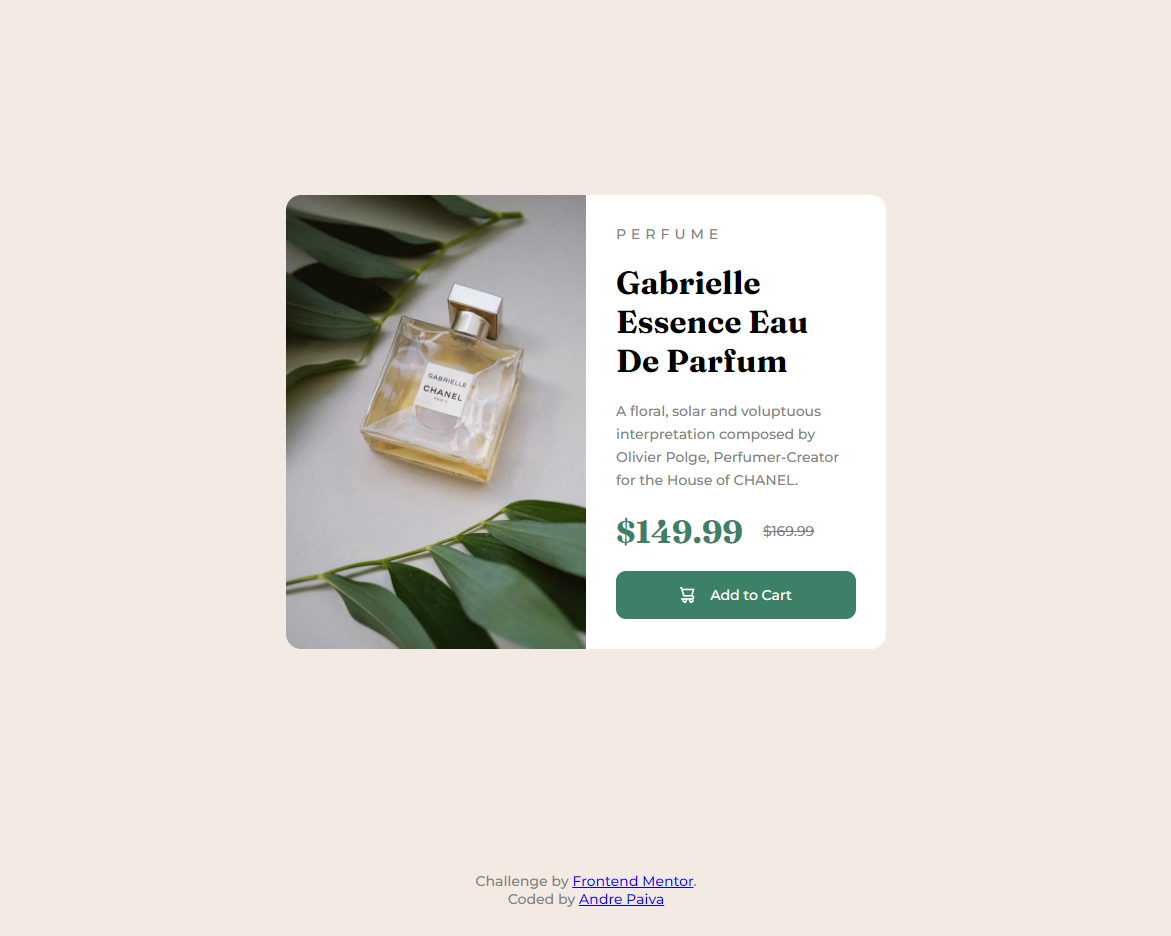 GABRIELLE
CHANEL
PARIS
PERFUME
Gabrielle
Essence Eau
De Parfum
A floral, solar and voluptuous
interpretation composed by
Olivier Polge, Perfumer-Creator
for the House of CHANEL.
$149.99 $169.99
Add to Cart
Challenge by Frontend Mentor.
Coded by Andre Paiva